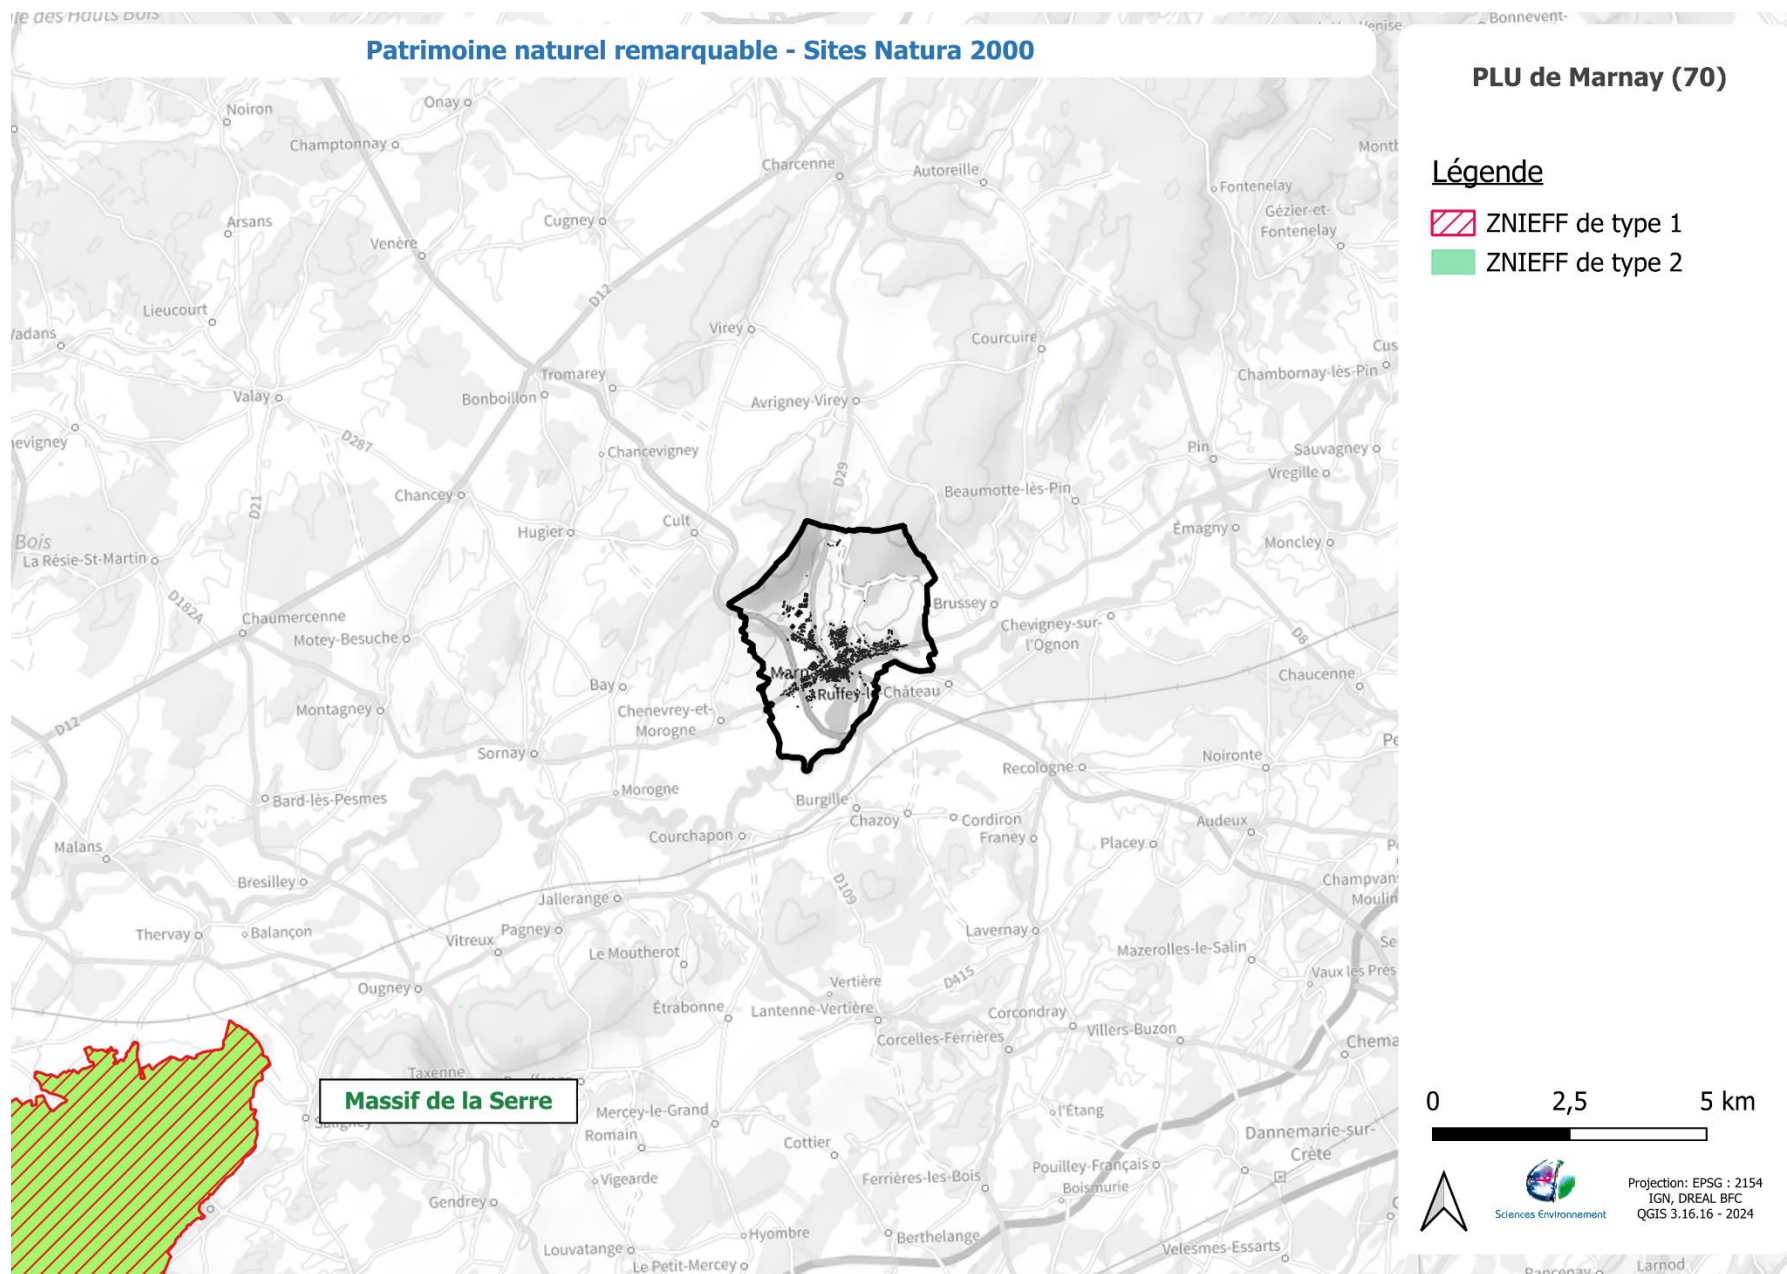 Bonnevent-
Patrimoine naturel remarquable - Sites Natura 2000
PLU de Marnay (70)
Légende
ZNIEFF de type 1
ZNIEFF de type 2
Noiron
Onay
Champtonnay
Charcenne
Autoreille
Fontenelay
Gézier-et-
Fontenelay
Arsans
Cugney
Venère
D12
Lieucourt
Virey
Courcuire
Chambornay-lès-Pin
Tromarey
Valay
Bonboillon
Avrigney-Virey
D287
Chancevigney
Pin
Sauvagney
Vregille
D29
D21
Chancey
Beaumotte-lès-Pin
Hugier
Cult
Émagny
Moncley
Bois
La Résie-St-Martin
D182A
Chaumercenne
Motey-Besuche
Brussey
Chevigney-sur-
l'Ognon
D8
Bay
Chaucenne
Montagney
Chenevrey-et-
Morogne
D12
Sornay
Recologne
Noironte
Bard-lès-Pesmes
Morogne
Burgille
Chazoy
Cordiron
Franey
Audeux
Courchapon
Placey
Malans
Bresilley
Jallerange
D109
Thervay
Balançon
Vitreux
Pagney
Le Moutherot
Lavernay
Mazerolles-le-Salin
Vaux les Prés
Ougney
Vertière
D415
Étrabonne
Lantenne-Vertière
Corcondray
Villers-Buzon
Corcelles-Ferrières
Taxenne
Massif de la Serre
Mercey-le-Grand
l'Étang
Romain
Cottier
Dannemarie-sur-
Crète
Pouilley-Français
Boismurie
Vigearde
Ferrières-les-Bois
Gendrey
Hyombre
Berthelange
Louvatange
Le Petit-Mercey
Velesmes-Essarts
Larnod
0 2,5 5 km
Sciences Environnement
Projection: EPSG : 2154
IGN, DREAL BFC
QGIS 3.16.16 - 2024